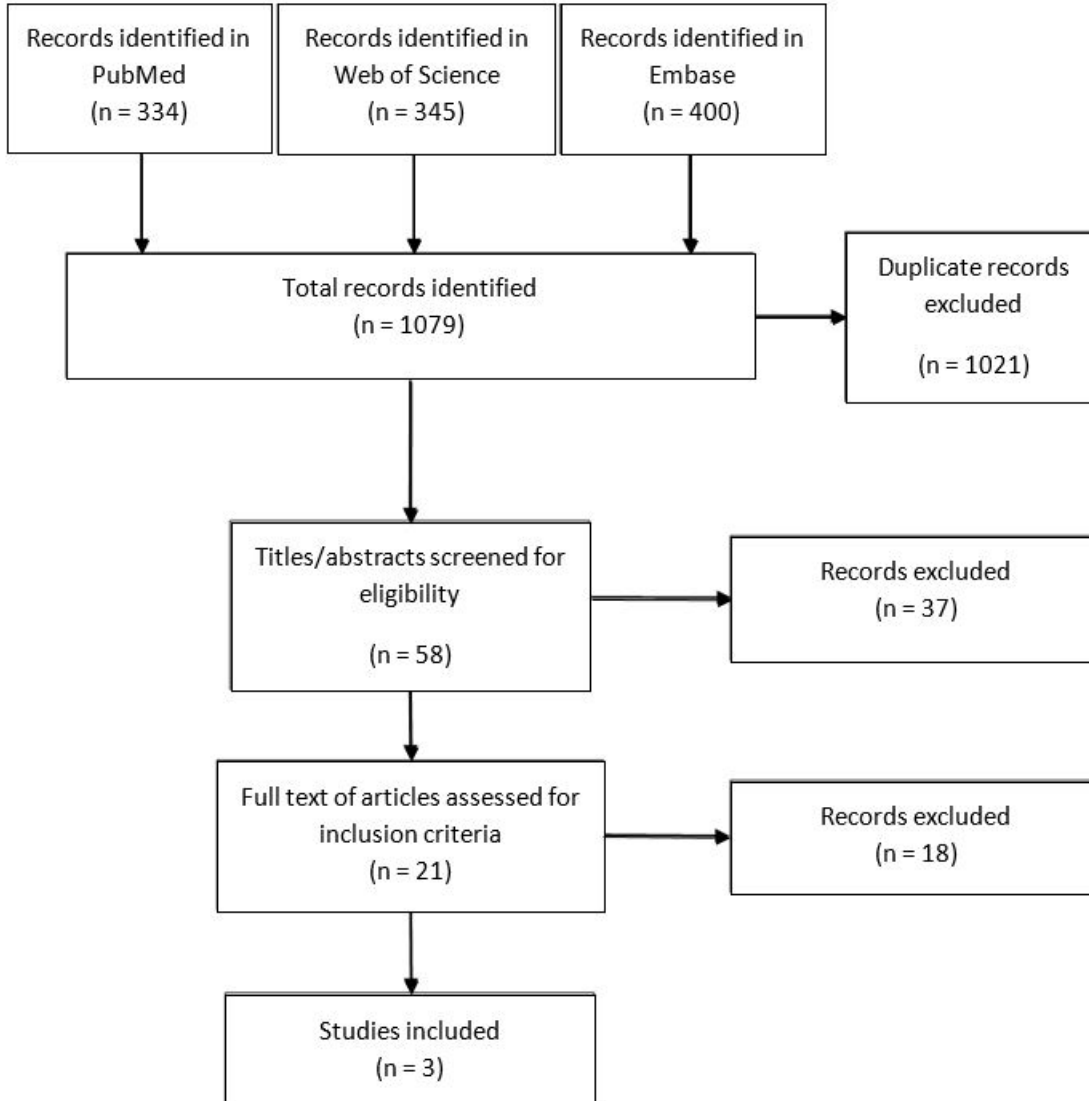 Records identified in
PubMed
(n = 334)
Records identified in
Web of Science
(n = 345)
Records identified in
Embase
(n = 400)
Total records identified
(n = 1079)
Duplicate records
excluded
(n = 1021)
Titles/abstracts screened for
eligibility
(n = 58)
Records excluded
(n = 37)
Full text of articles assessed for
inclusion criteria
(n = 21)
Records excluded
(n = 18)
Studies included
(n = 3)